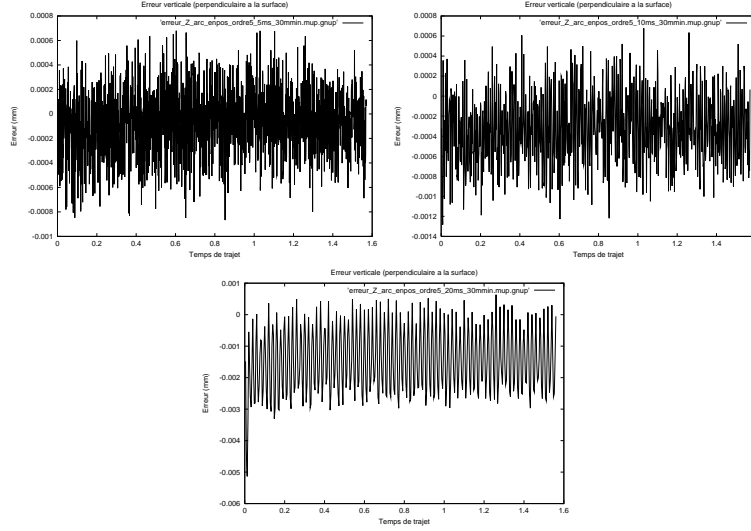 Erreur verticale (perpendiculaire a la surface)
'erreur_Z_arc_enpos_ordre5_5ms_30mmin.mup.gnup'
Erreur (mm)
0.0008
0.0006
0.0004
0.0002
0
-0.0002
-0.0004
-0.0006
-0.0008
-0.001
0 0.2 0.4 0.6 0.8 1 1.2 1.4 1.6
Temps de trajet
Erreur verticale (perpendiculaire a la surface)
'erreur_Z_arc_enpos_ordre5_10ms_30mmin.mup.gnup'
Erreur (mm)
0.0008
0.0006
0.0004
0.0002
0
-0.0002
-0.0004
-0.0006
-0.0008
-0.001
-0.0012
-0.0014
0 0.2 0.4 0.6 0.8 1 1.2 1.4
Temps de trajet
Erreur verticale (perpendiculaire a la surface)
'erreur_Z_arc_enpos_ordre5_20ms_30mmin.mup.gnup'
Erreur (mm)
0.001
0
-0.001
-0.002
-0.003
-0.004
-0.005
-0.006
0 0.2 0.4 0.6 0.8 1 1.2 1.4 1.6
Temps de trajet